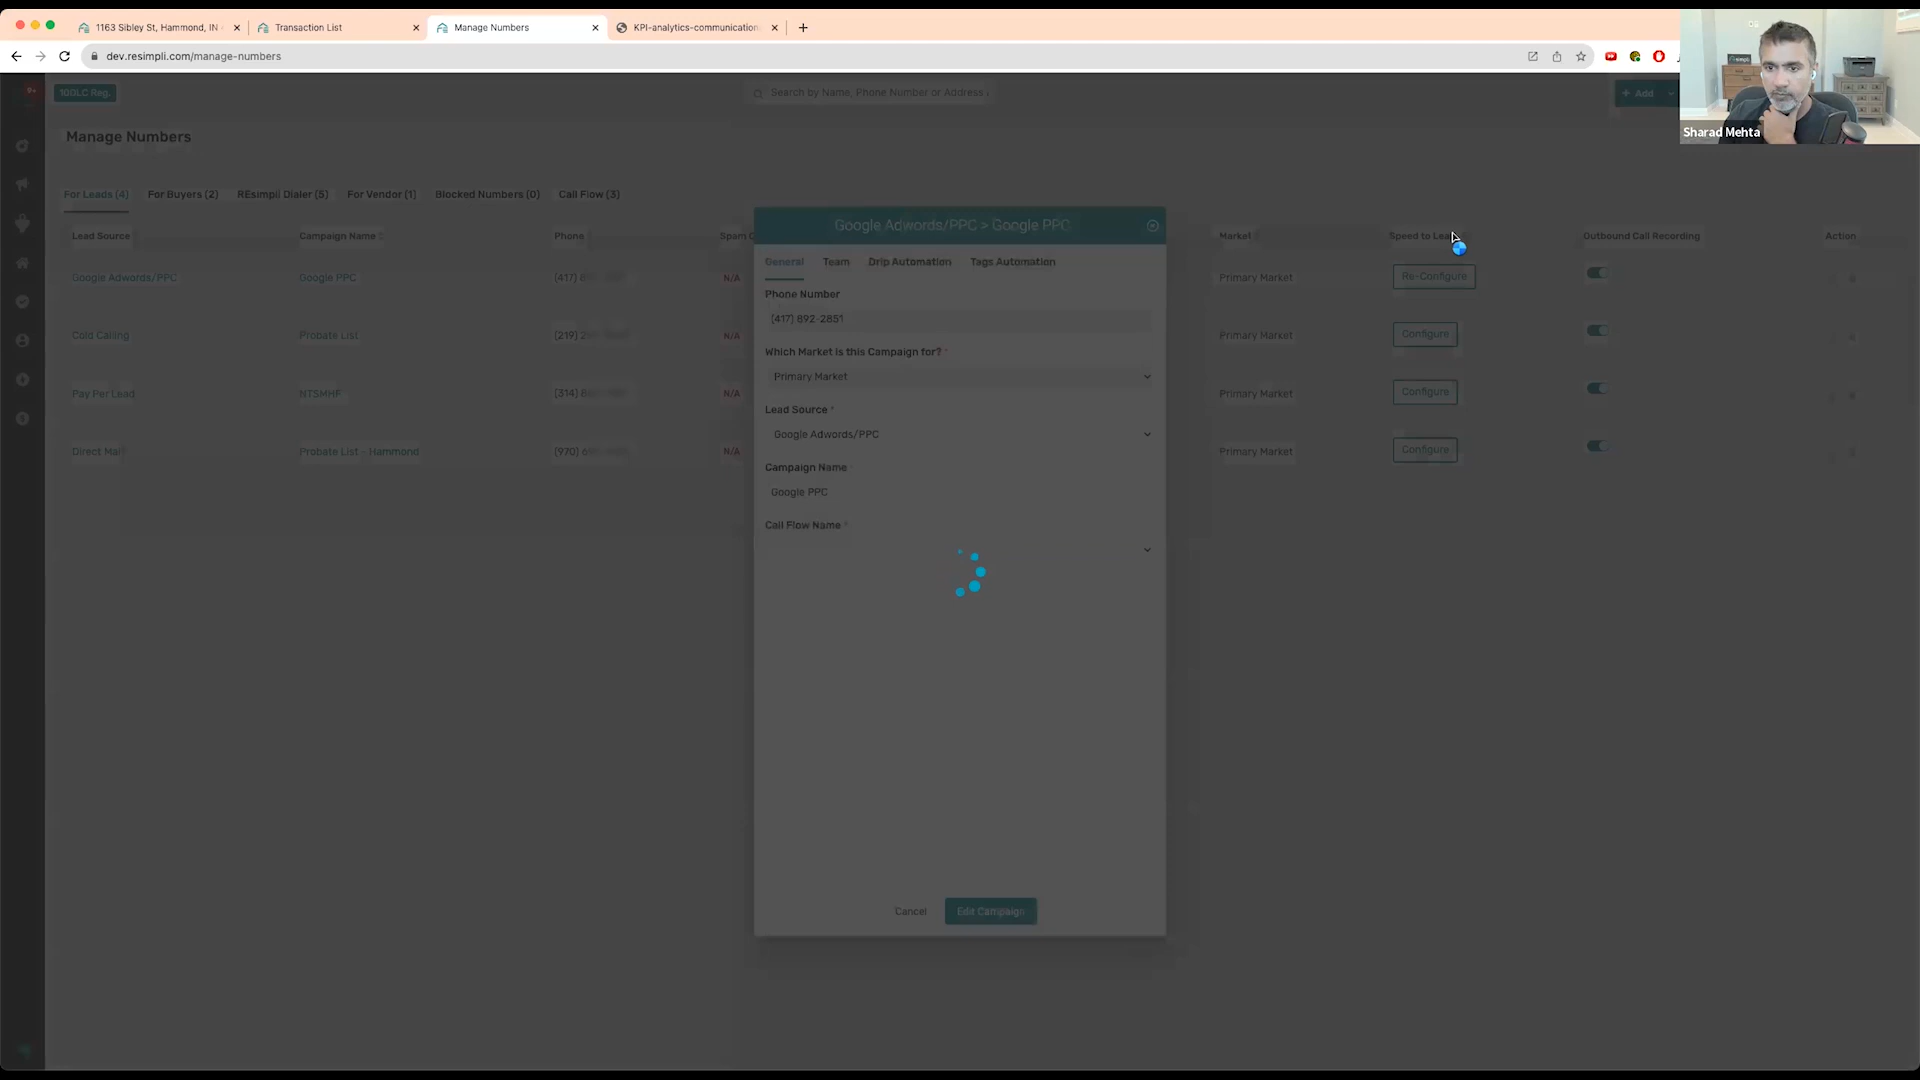 1163 Sibley St, Hammond, IN
Transaction List
Manage Numbers
KPI-analytics-communication
dev.resimpli.com/manage-numbers
9+
10DLC Reg.
Search by Name, Phone Number or Address
+ Add
Sharad Mehta
Manage Numbers
For Leads (4)
For Buyers (2)
REsimpli Dialer (5)
For Vendor (1)
Blocked Numbers (0)
Call Flow (3)
Lead Source
Campaign Name
Phone
Spam
Market
Speed to Lead
Outbound Call Recording
Action
Google Adwords/PPC
Google PPC
(417)
N/A
Primary Market
Re-Configure
Cold Calling
Probate List
(219)
N/A
Primary Market
Configure
Pay Per Lead
NTSMHF
(314)
N/A
Primary Market
Configure
Direct Mail
Probate List - Hammond
(970)
N/A
Primary Market
Configure
Google Adwords/PPC > Google PPC
General
Team
Drip Automation
Tags Automation
Phone Number
(417) 892-2851
Which Market is this Campaign for? *
Primary Market
Lead Source *
Google Adwords/PPC
Campaign Name
Google PPC
Call Flow Name *
Cancel
Edit Campaign